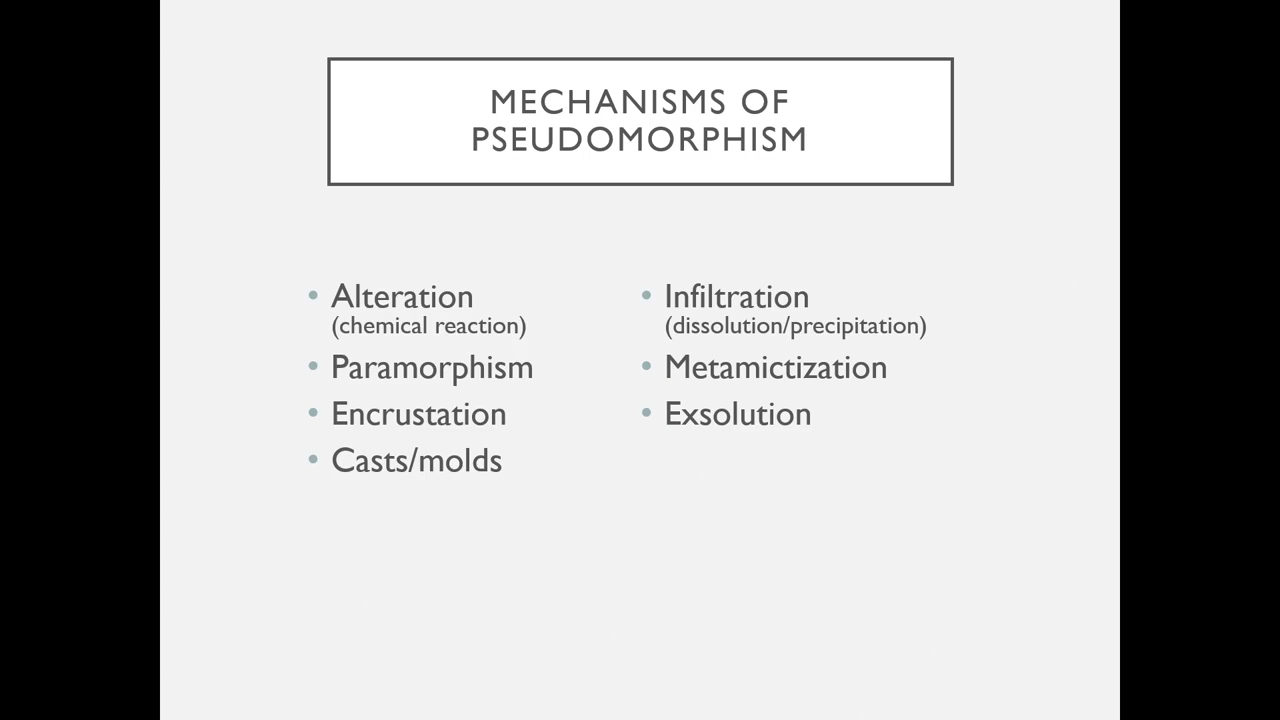 MECHANISMS OF
PSEUDOMORPHISM
• Alteration
(chemical reaction)
• Paramorphism
• Encrustation
• Casts/molds
• Infiltration
(dissolution/precipitation)
• Metamictization
• Exsolution